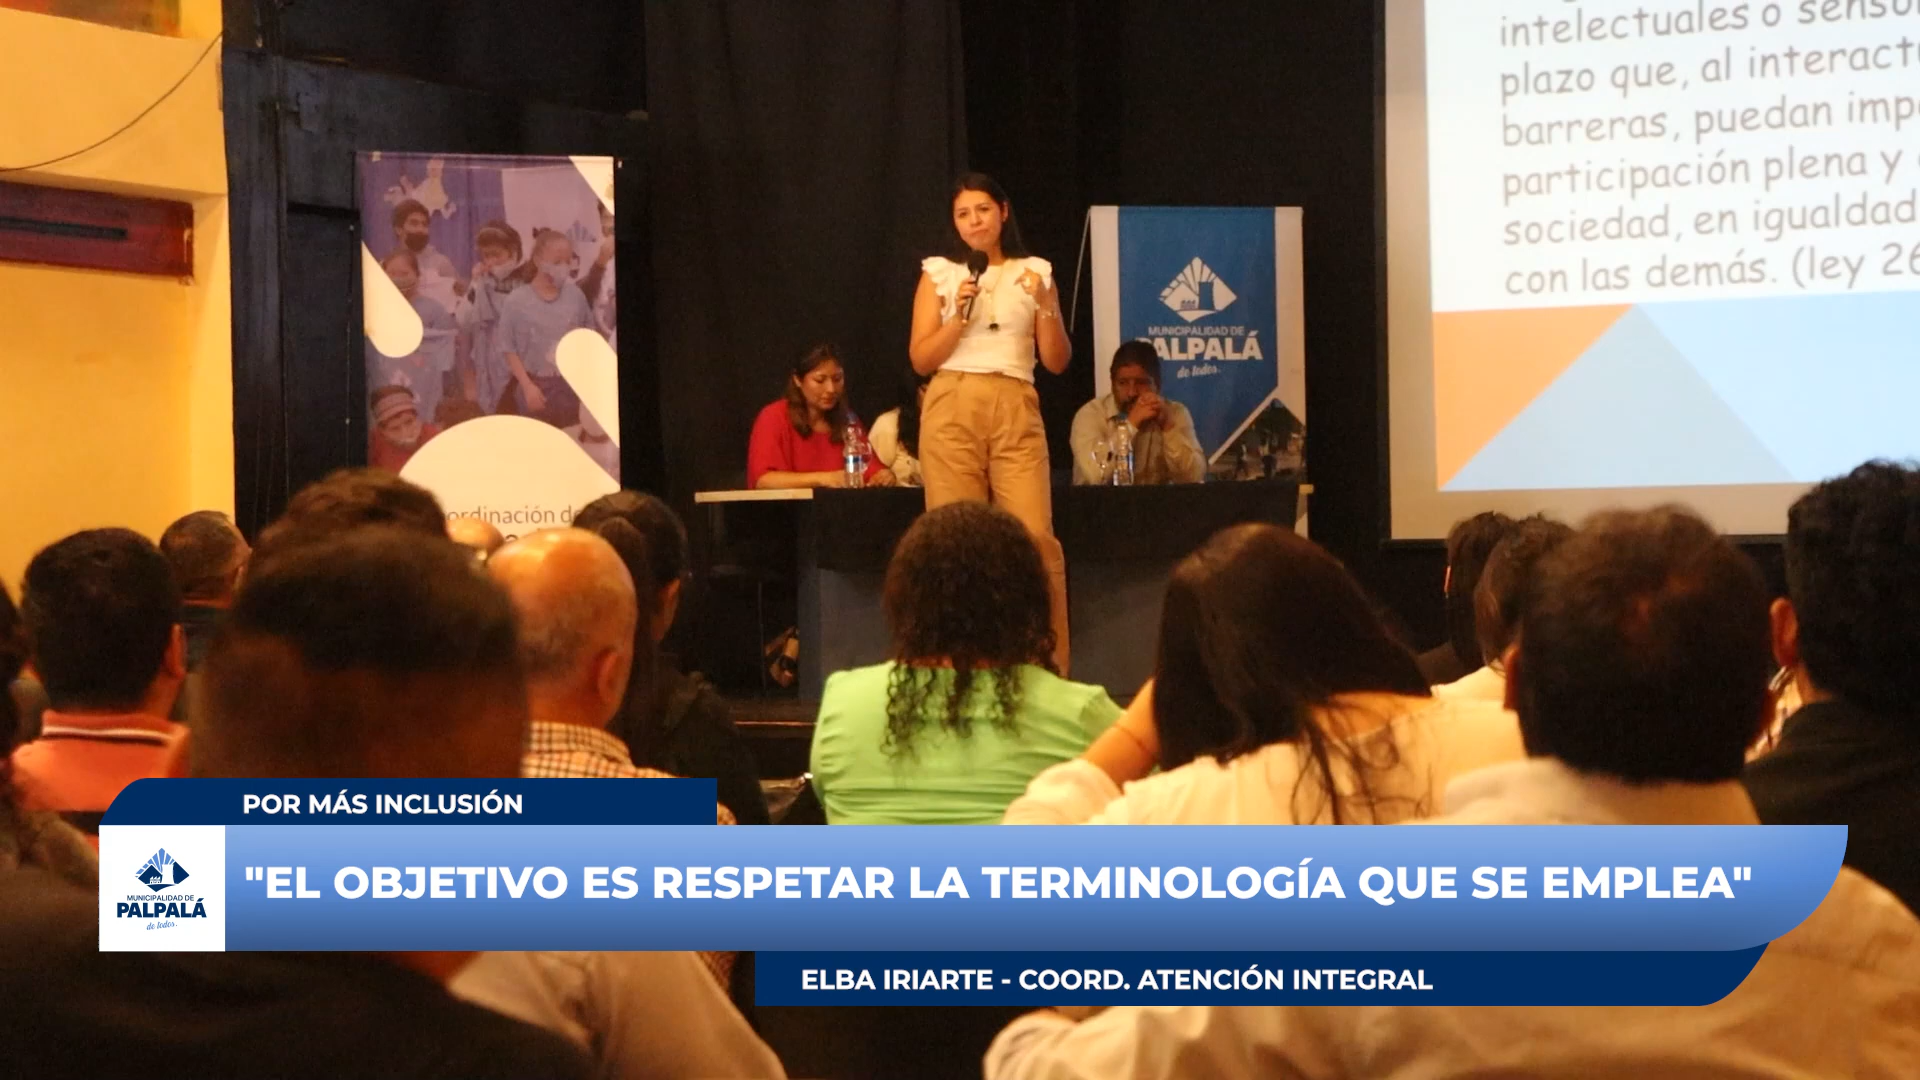 intelectuales o
plazo que, al
barreras, puedan
participación plena y
sociedad, en igualdad
con las demás. (ley
MUNICIPALIDAD DE
PALPALÁ
de todos.
POR MÁS INCLUSIÓN
"EL OBJETIVO ES RESPETAR LA TERMINOLOGÍA QUE SE EMPLEA"
MUNICIPALIDAD DE
PALPALÁ
de todos.
ELBA IRIARTE - COORD. ATENCIÓN INTEGRAL